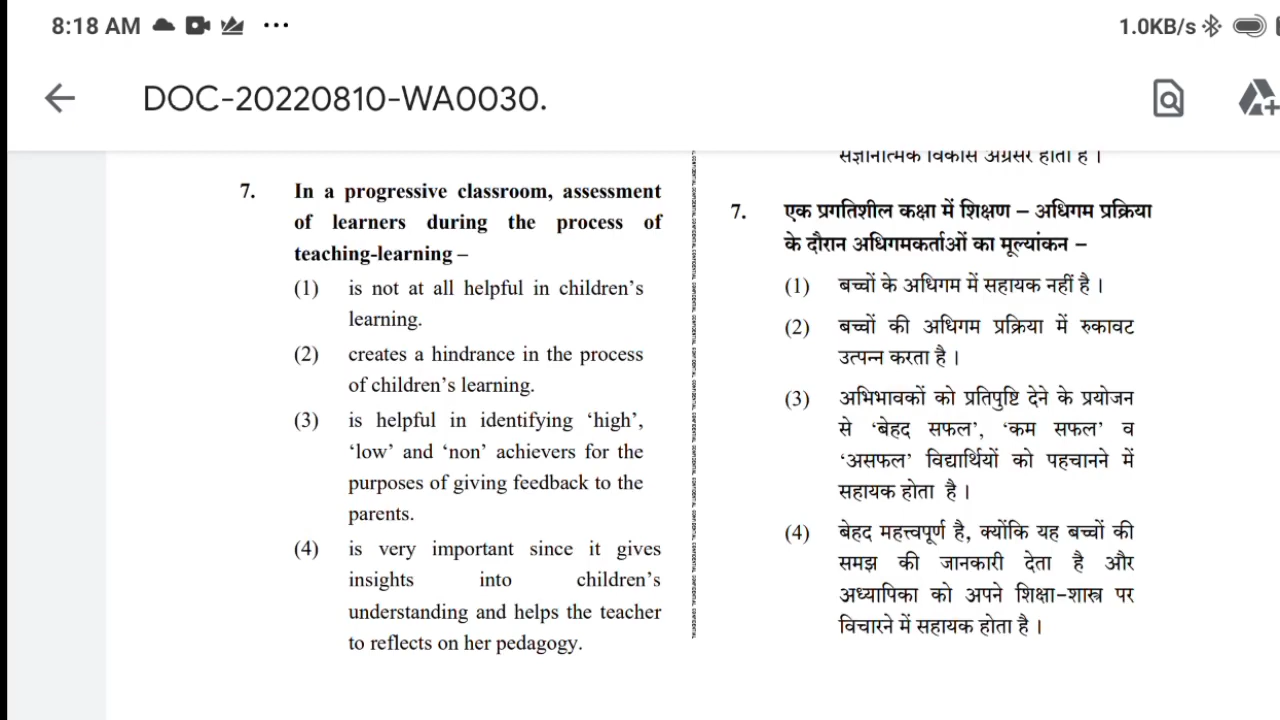 8:18 AM ...
1.0KB/s
DOC-20220810-WA0030.
7. In a progressive classroom, assessment
of learners during the process of
teaching-learning –
(1) is not at all helpful in children's
learning.
(2) creates a hindrance in the process
of children's learning.
(3) is helpful in identifying 'high',
'low' and 'non' achievers for the
purposes of giving feedback to the
parents.
(4) is very important since it gives
insights into children's
understanding and helps the teacher
to reflects on her pedagogy.
संज्ञानात्मक विकास अग्रसर होता है ।
7. एक प्रगतिशील कक्षा में शिक्षण – अधिगम प्रक्रिया
के दौरान अधिगमकर्ताओं का मूल्यांकन –
(1) बच्चों के अधिगम में सहायक नहीं है ।
(2) बच्चों की अधिगम प्रक्रिया में रुकावट
उत्पन्न करता है ।
(3) अभिभावकों को प्रतिपुष्टि देने के प्रयोजन
से 'बेहद सफल', 'कम सफल' व
'असफल' विद्यार्थियों को पहचानने में
सहायक होता है ।
(4) बेहद महत्त्वपूर्ण है, क्योंकि यह बच्चों की
समझ की जानकारी देता है और
अध्यापिका को अपने शिक्षा-शास्त्र पर
विचारने में सहायक होता है ।